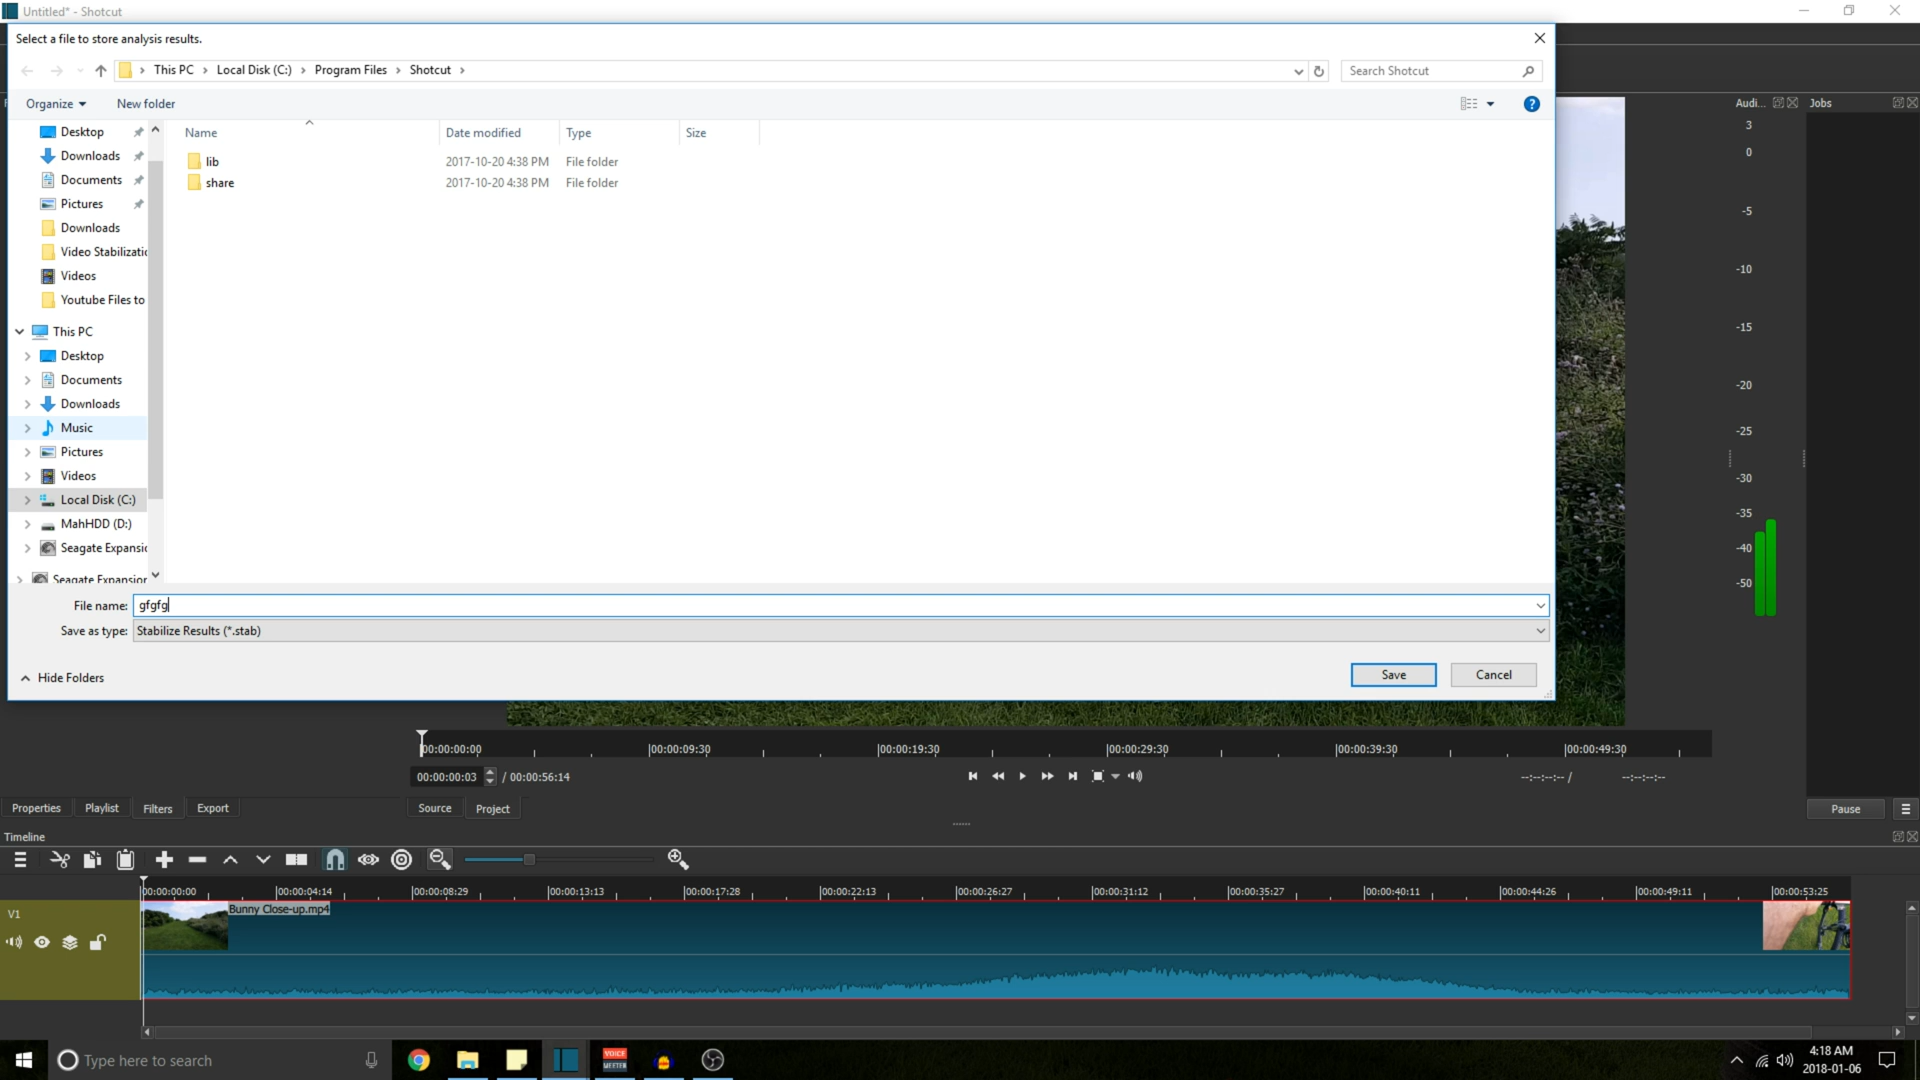 Untitled* - Shotcut
Select a file to store analysis results.
This PC > Local Disk (C:) > Program Files > Shotcut >
Search Shotcut
Organize
New folder
Audi...
Jobs
Name
Date modified
Type
Size
lib
2017-10-20 4:38 PM
File folder
share
2017-10-20 4:38 PM
File folder
Desktop
Downloads
Documents
Pictures
Downloads
Video Stabilizatic
Videos
Youtube Files to
This PC
Desktop
Documents
Downloads
Music
Pictures
Videos
Local Disk (C:)
MahHDD (D:)
Seagate Expansic
Seagate Expansior
3
0
-5
-10
-15
-20
-25
-30
-35
-40
-50
File name: gfgfg
Save as type: Stabilize Results (*.stab)
Hide Folders
Save
Cancel
00:00:00:00
00:00:09:30
00:00:19:30
00:00:29:30
00:00:39:30
00:00:49:30
00:00:00:03 / 00:00:56:14
--:--:--:-- / --:--:--:--
Properties
Playlist
Filters
Export
Source
Project
Pause
Timeline
00:00:00:00
00:00:04:14
00:00:08:29
00:00:13:13
00:00:17:28
00:00:22:13
00:00:26:27
00:00:31:12
00:00:35:27
00:00:40:11
00:00:44:26
00:00:49:11
00:00:53:25
V1
Bunny Close-up.mp4
Type here to search
VOICE
MEETER
4:18 AM
2018-01-06